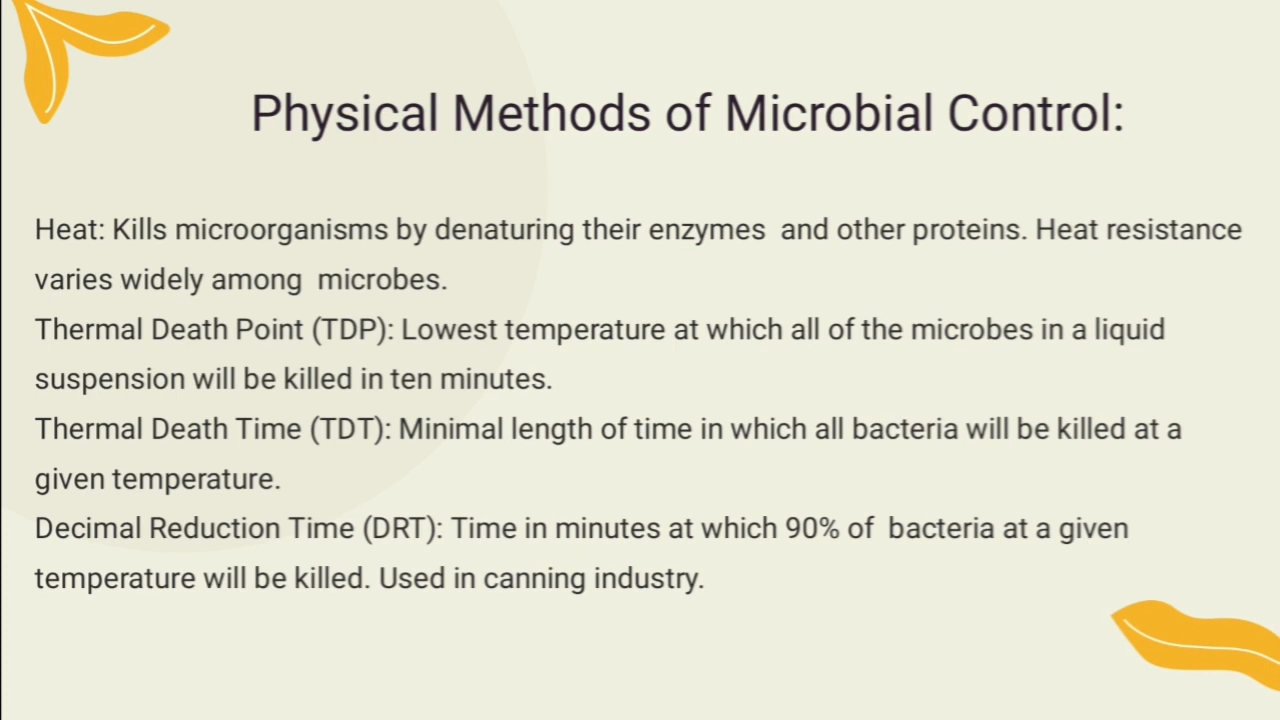 Physical Methods of Microbial Control:
Heat: Kills microorganisms by denaturing their enzymes  and other proteins. Heat resistance
varies widely among  microbes.
Thermal Death Point (TDP): Lowest temperature at which all of the microbes in a liquid
suspension will be killed in ten minutes.
Thermal Death Time (TDT): Minimal length of time in which all bacteria will be killed at a
given temperature.
Decimal Reduction Time (DRT): Time in minutes at which 90% of  bacteria at a given
temperature will be killed. Used in canning industry.